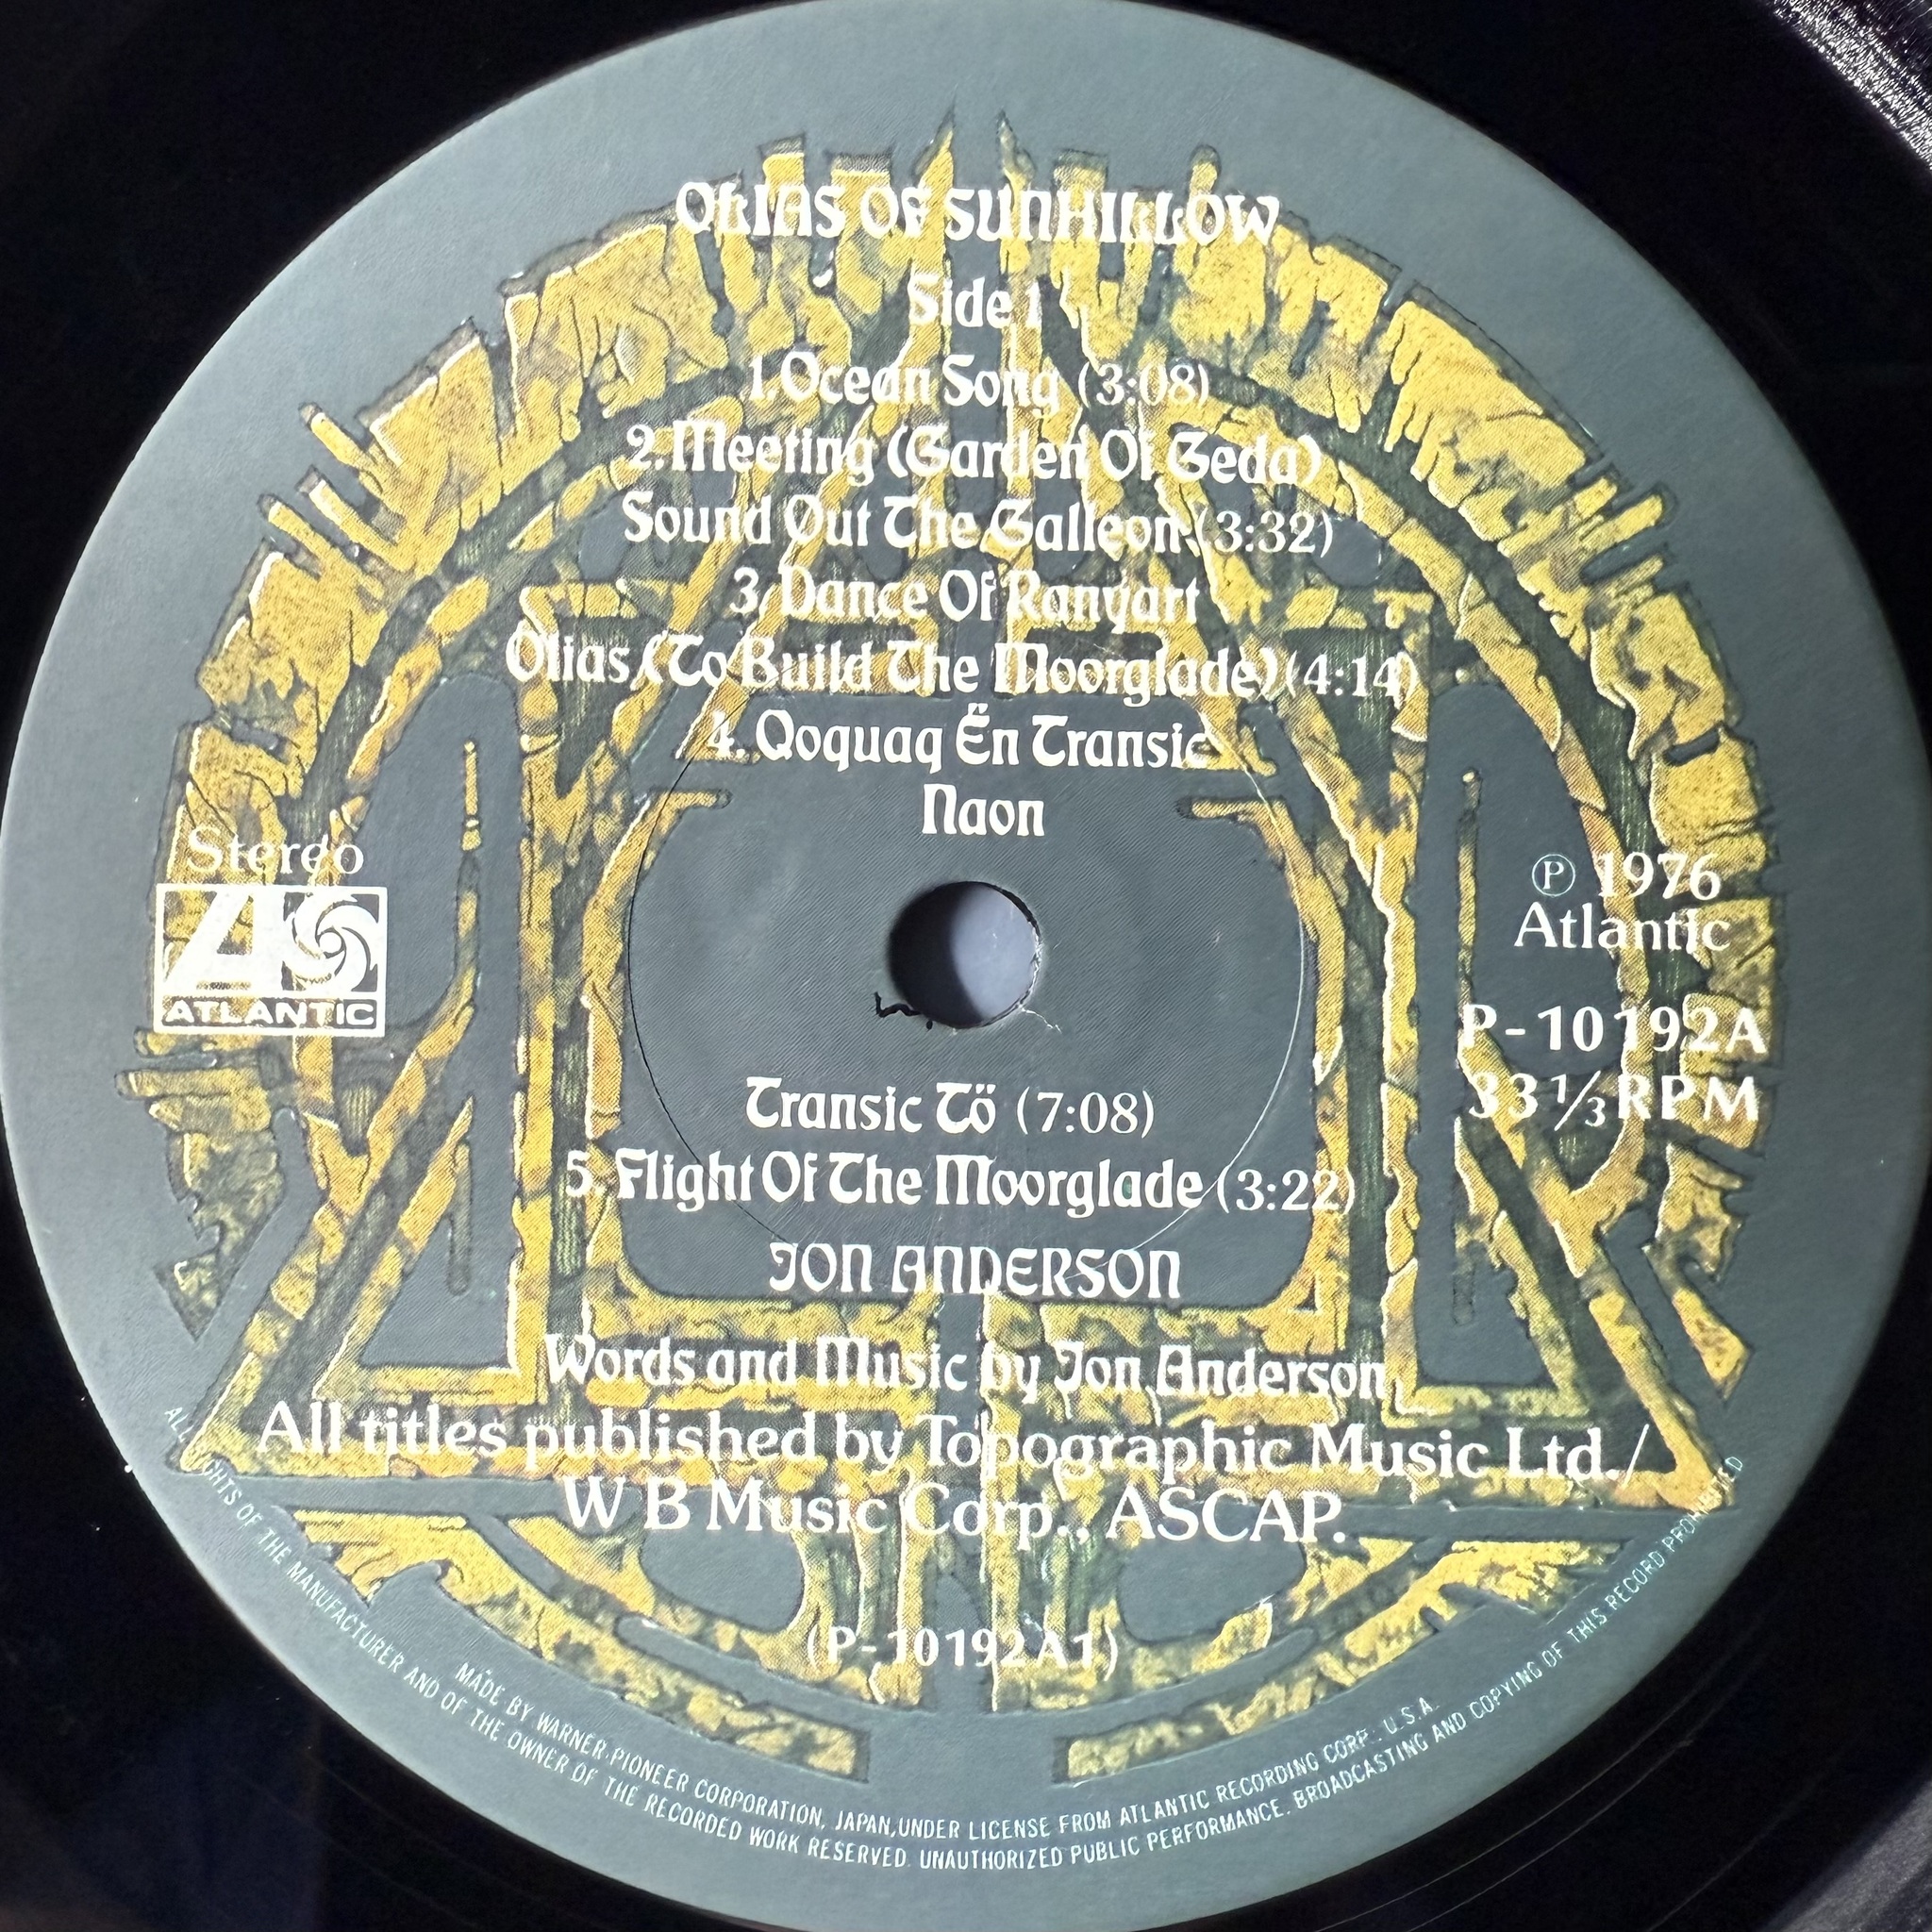 OLIAS OF SUNHILLOW
Side 1
1. Ocean Song (3:08)
2. Meeting (Garden Of Geda)
Sound Out The Galleon (3:32)
3. Dance Of Ranyart
Olias (To Build The Moorglade) (4:14)
4. Qoquaq Ën Transic
Naon
Stereo
ATLANTIC
Ⓟ 1976
Atlantic
P-10192A
33 1/3 RPM
Transic Tö (7:08)
5. Flight Of The Moorglade (3:22)
JON ANDERSON
Words and Music by Jon Anderson
All titles published by Topographic Music Ltd./
W B Music Corp., ASCAP.
(P-10192A1)
MADE BY WARNER-PIONEER CORPORATION, JAPAN, UNDER LICENSE FROM ATLANTIC RECORDING CORP., U.S.A.
ALL RIGHTS OF THE MANUFACTURER AND OF THE OWNER OF THE RECORDED WORK RESERVED. UNAUTHORIZED PUBLIC PERFORMANCE, BROADCASTING AND COPYING OF THIS RECORD PROHIBITED